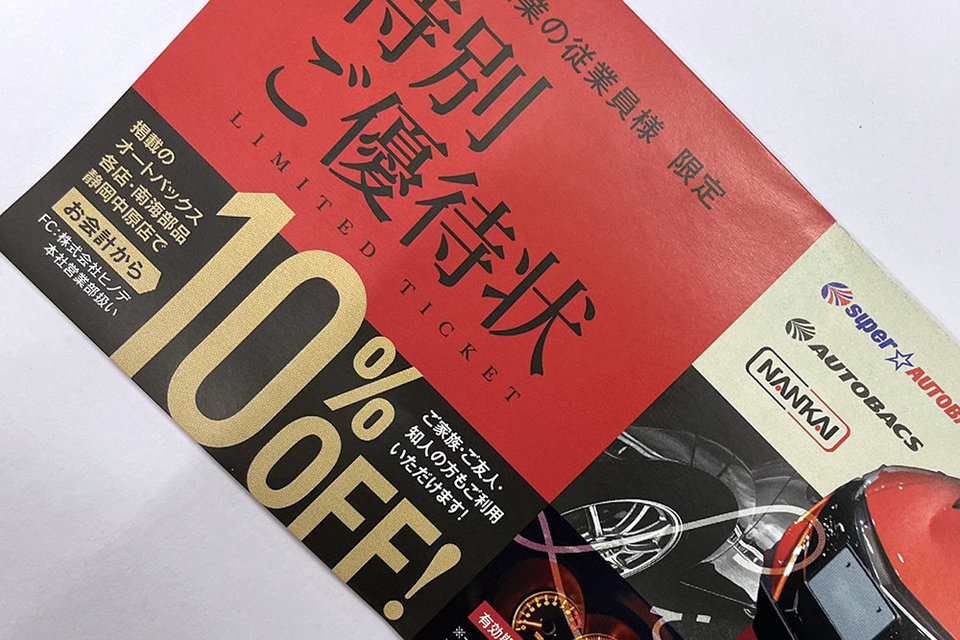 業の従業員様 限定
特別
ご優待状
LIMITED TICKET
掲載の
オートバックス
各店・南海部品
静岡中原店で
お会計から
FC:株式会社ヒノデ
本社営業部扱い
10%
OFF!
ご家族・ご友人・
知人の方もご利用
いただけます!
super☆AUTOBA
AUTOBACS
NANKAI
有効期